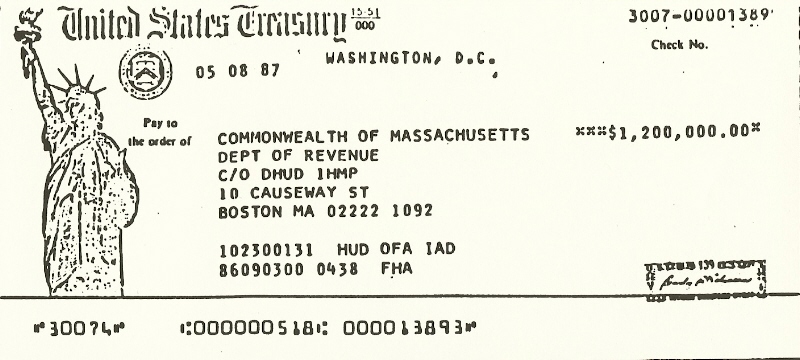 United States Treasury 15-51
000
3007-00001389
Check No.
05 08 87 WASHINGTON, D.C.
Pay to
the order of
COMMONWEALTH OF MASSACHUSETTS ***$1,200,000.00*
DEPT OF REVENUE
C/O DHUD IHMP
10 CAUSEWAY ST
BOSTON MA 02222 1092
102300131 HUD OFA IAD
86090300 0438 FHA
⑈3007⑈ ⑆000000518⑆ 000013893⑈